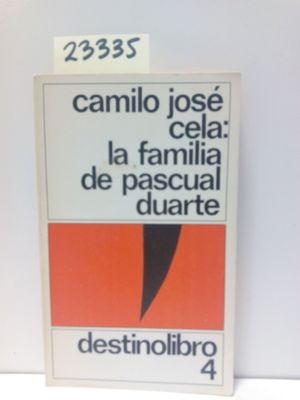 23335
camilo josé
cela:
la familia
de pascual
duarte
destinolibro
4